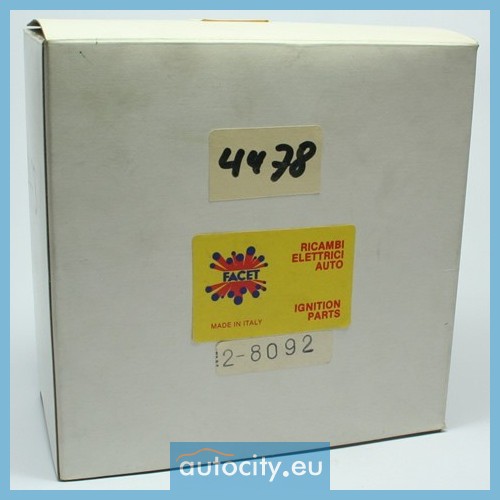 4478
FACET
MADE IN ITALY
RICAMBI
ELETTRICI
AUTO
IGNITION
PARTS
2-8092
autocity.eu